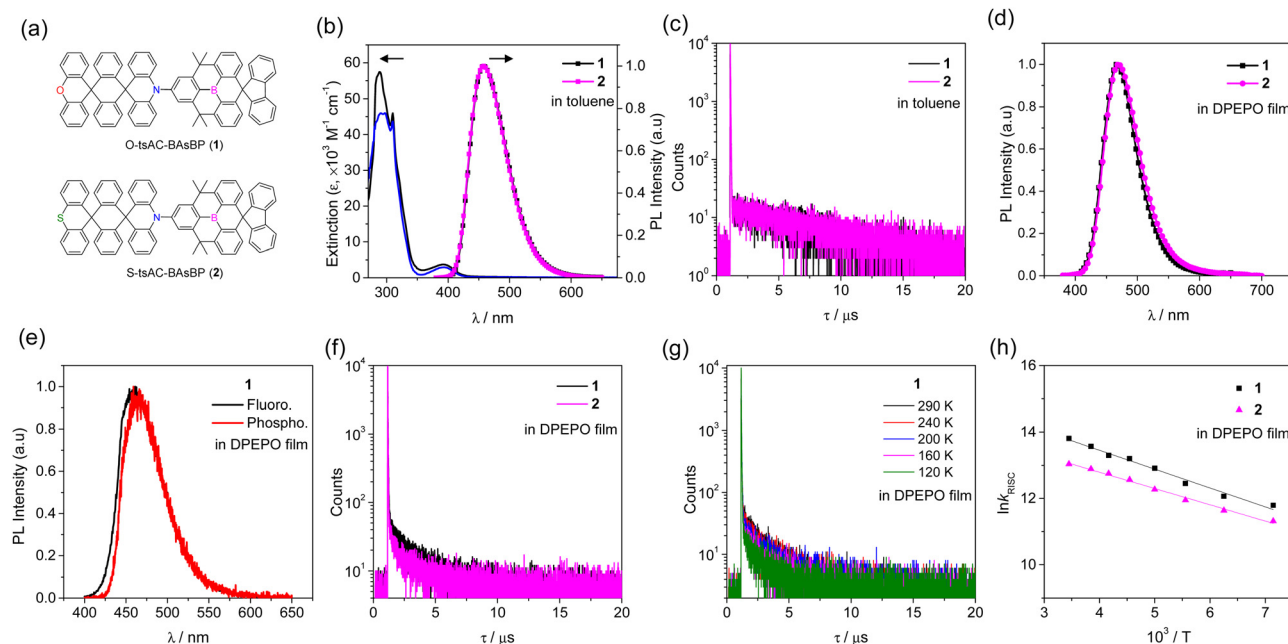 (a)
O
N
B
O-tsAC-BAsBP (1)
S
N
B
S-tsAC-BAsBP (2)
(b)
Extinction (ε, ×10³ M⁻¹ cm⁻¹)
60
50
40
30
20
10
0
300
400
500
600
λ / nm
1.0
0.8
0.6
0.4
0.2
0.0
PL Intensity (a.u)
1
2
in toluene
(c)
Counts
10⁴
10³
10²
10¹
10⁰
0
5
10
15
20
τ / μs
1
2
in toluene
(d)
PL Intensity (a.u)
1.0
0.8
0.6
0.4
0.2
0.0
400
500
600
700
λ / nm
1
2
in DPEPO film
(e)
PL Intensity (a.u)
1.0
0.8
0.6
0.4
0.2
0.0
400
450
500
550
600
650
λ / nm
1
Fluoro.
Phospho.
in DPEPO film
(f)
Counts
10⁴
10³
10²
10¹
0
5
10
15
20
τ / μs
1
2
in DPEPO film
(g)
Counts
10⁴
10³
10²
10¹
0
5
10
15
20
τ / μs
1
290 K
240 K
200 K
160 K
120 K
in DPEPO film
(h)
lnkRISC
16
14
12
10
3
4
5
6
7
10³ / T
1
2
in DPEPO film